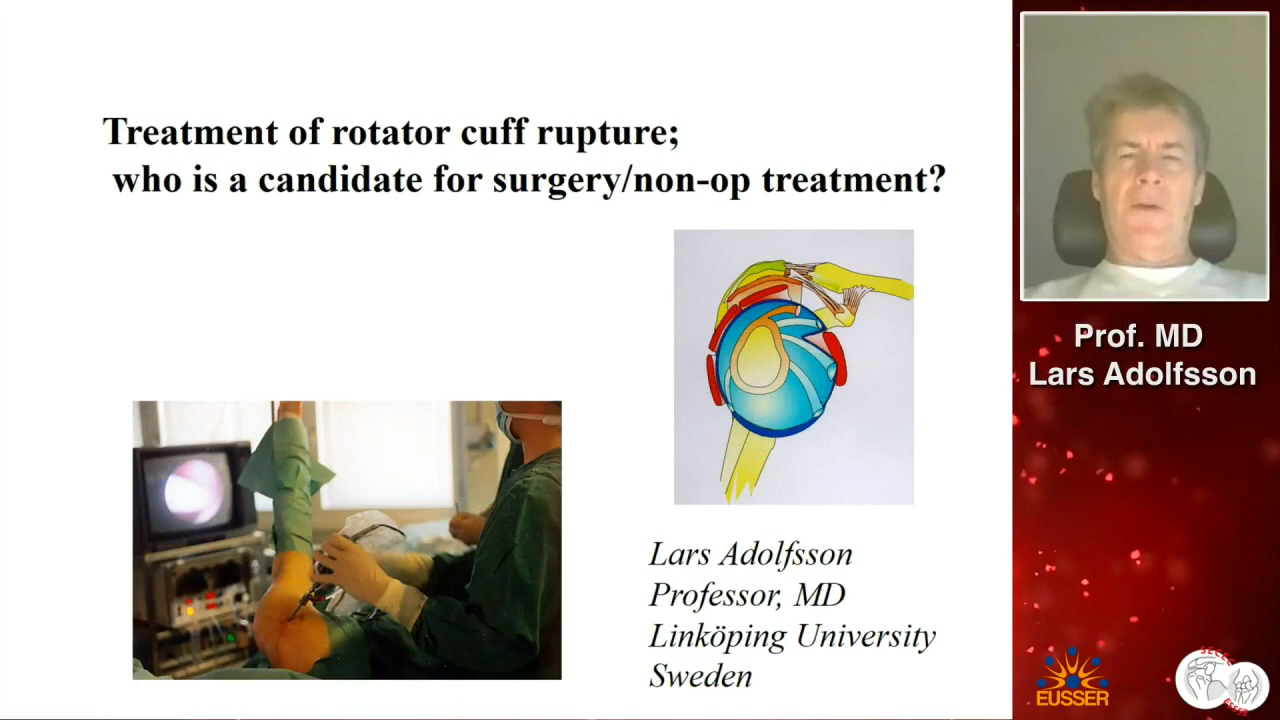 Treatment of rotator cuff rupture;
who is a candidate for surgery/non-op treatment?
Lars Adolfsson
Professor, MD
Linköping University
Sweden
Prof. MD
Lars Adolfsson
EUSSER